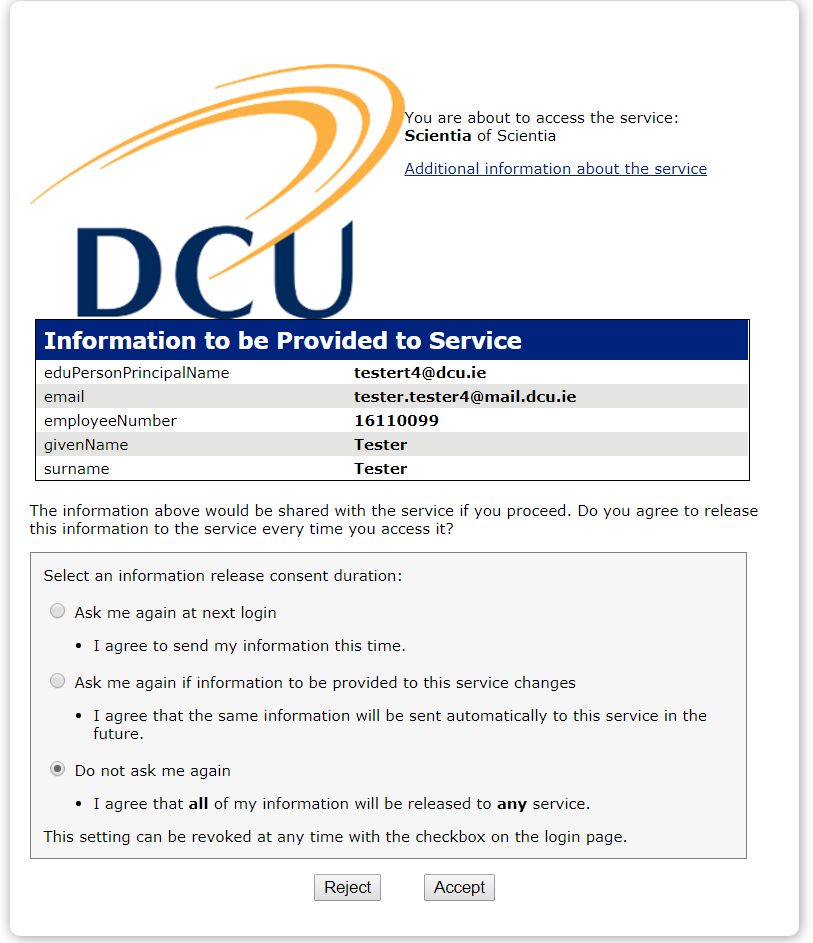 You are about to access the service:
Scientia of Scientia
Additional information about the service
DCU
Information to be Provided to Service
eduPersonPrincipalName testert4@dcu.ie
email tester.tester4@mail.dcu.ie
employeeNumber 16110099
givenName Tester
surname Tester
The information above would be shared with the service if you proceed. Do you agree to release
this information to the service every time you access it?
Select an information release consent duration:
Ask me again at next login
• I agree to send my information this time.
Ask me again if information to be provided to this service changes
• I agree that the same information will be sent automatically to this service in the
future.
Do not ask me again
• I agree that all of my information will be released to any service.
This setting can be revoked at any time with the checkbox on the login page.
Reject Accept